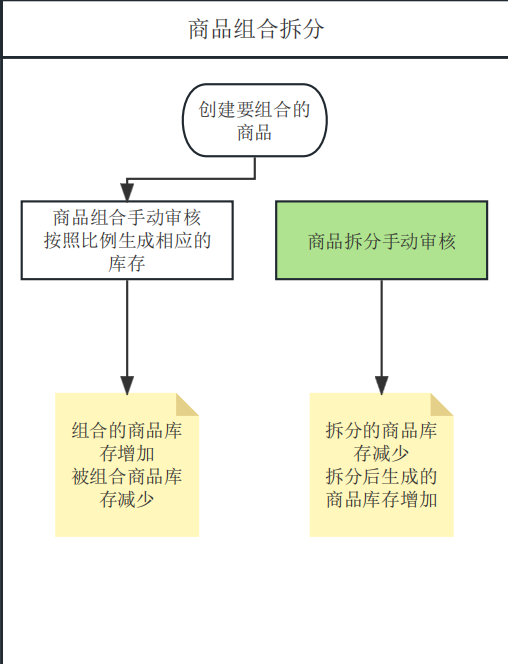 商品组合拆分
创建要组合的
商品
商品组合手动审核
按照比例生成相应的
库存
商品拆分手动审核
组合的商品库
存增加
被组合商品库
存减少
拆分的商品库
存减少
拆分后生成的
商品库存增加